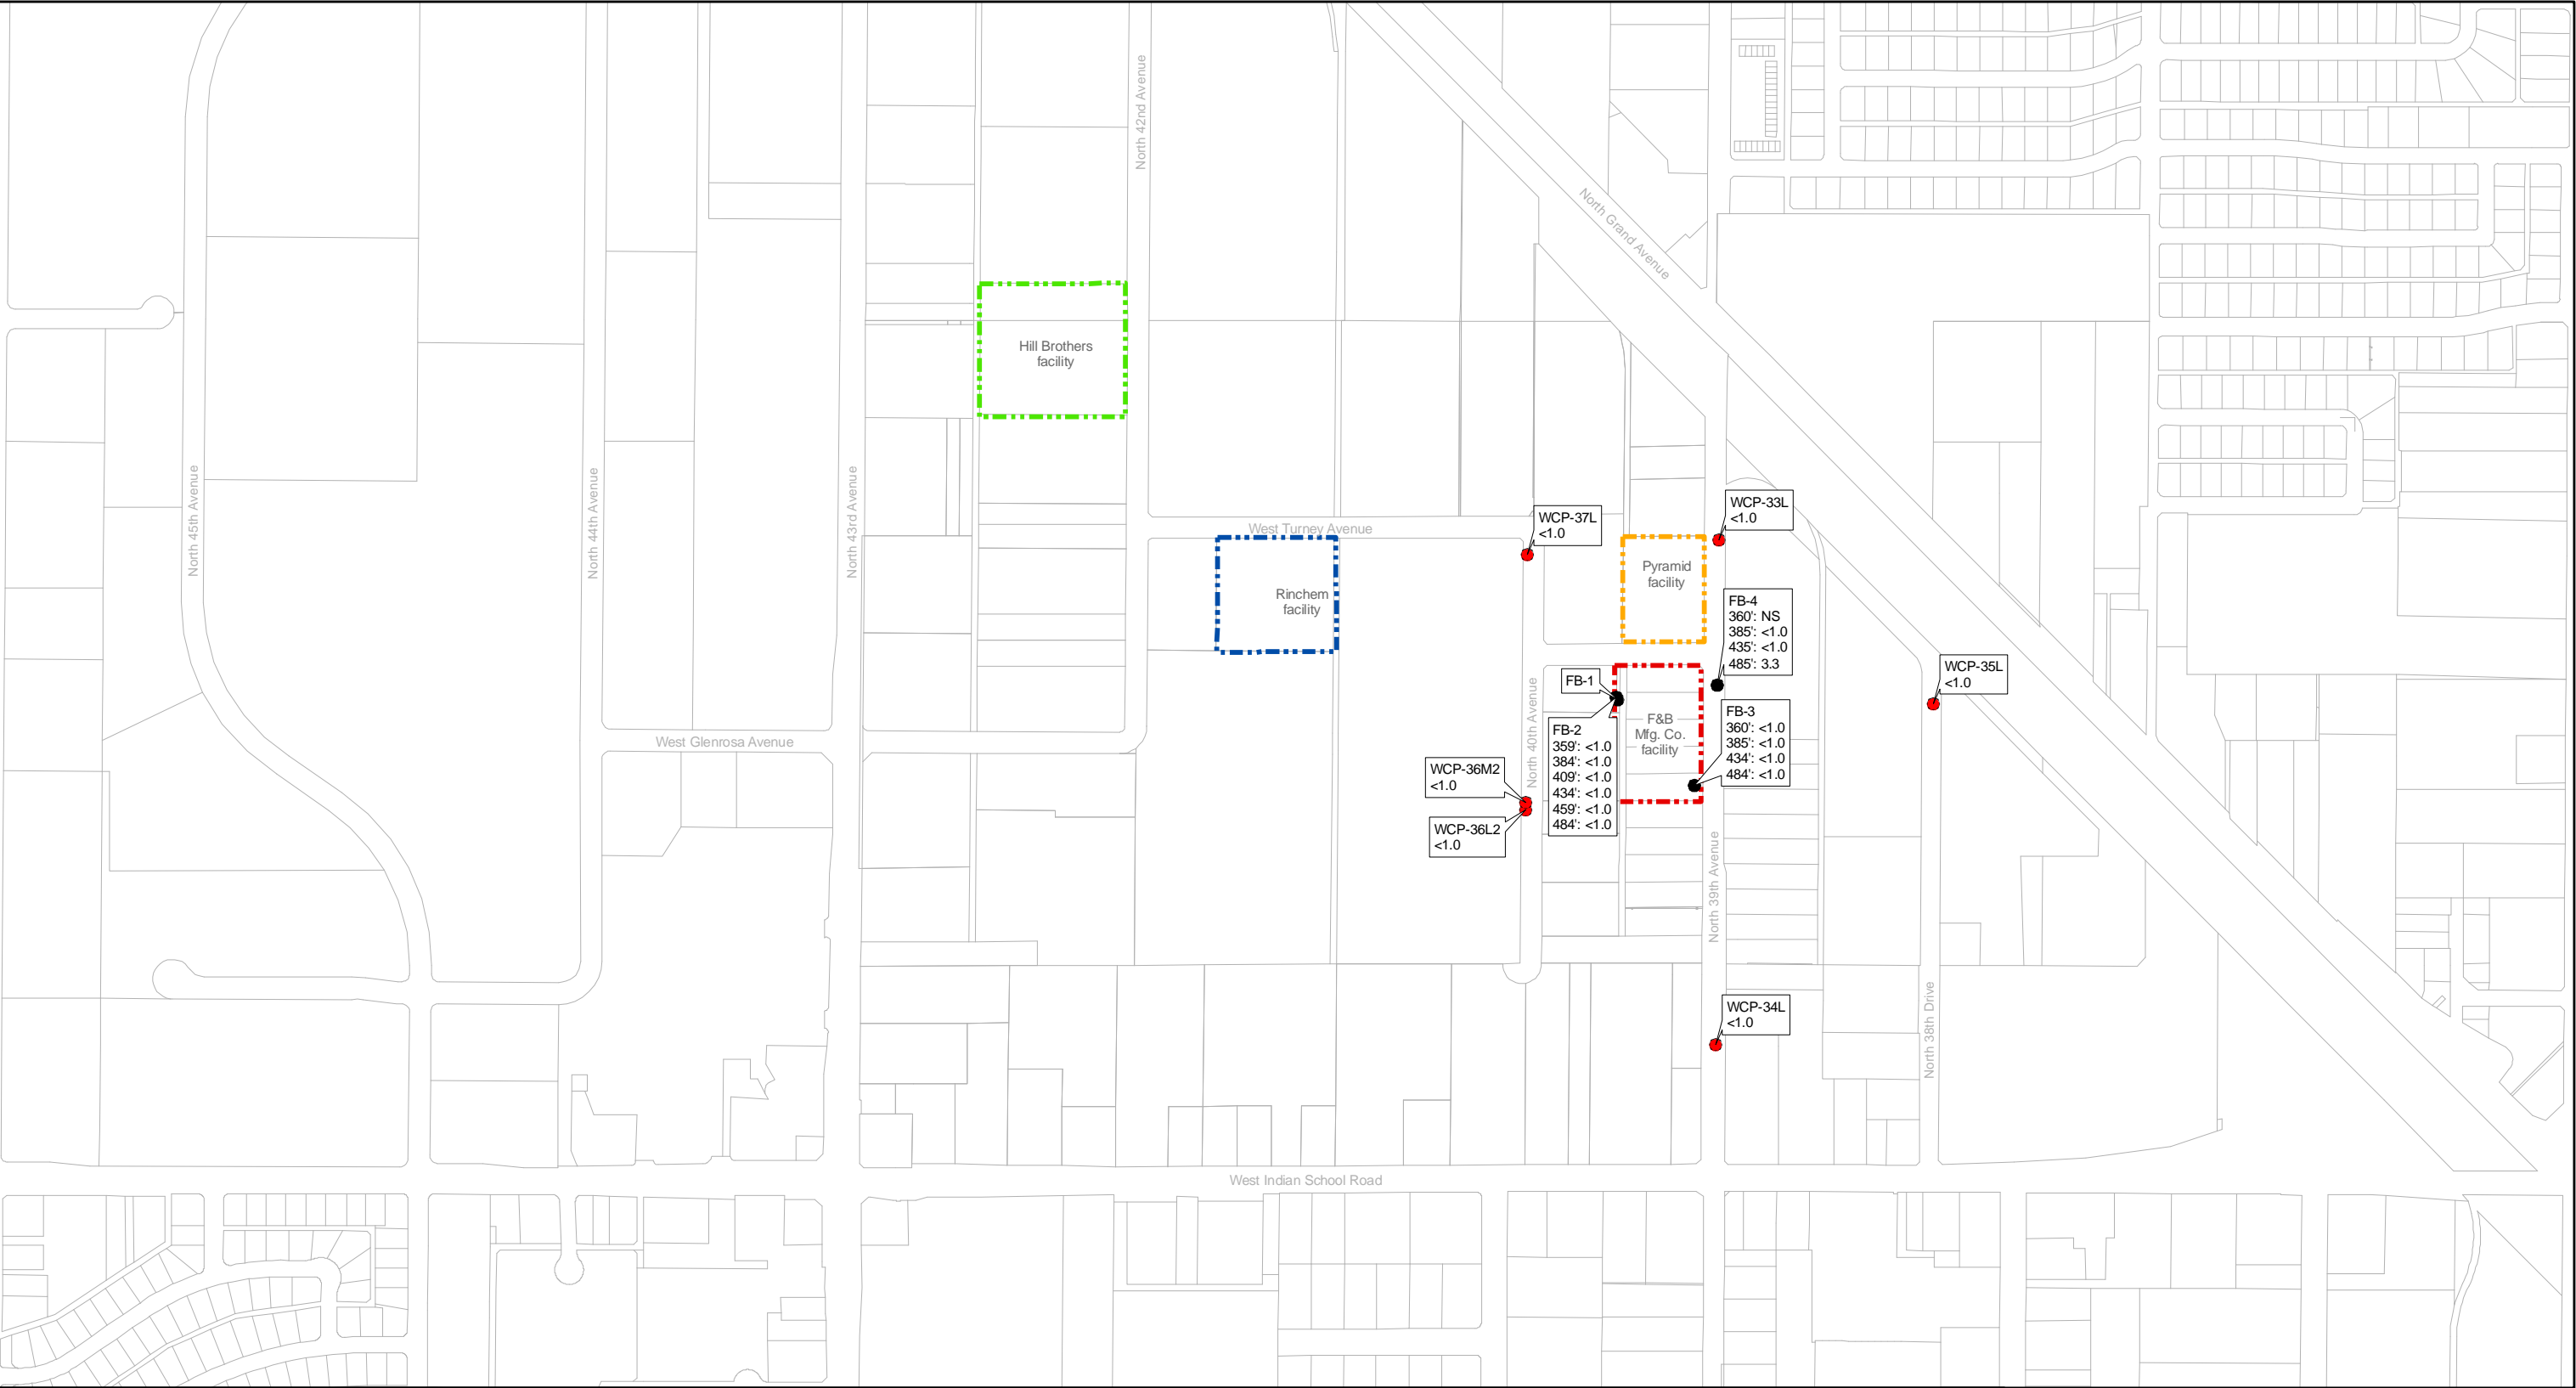 North 42nd Avenue
North Grand Avenue
Hill Brothers
facility
North 45th Avenue
North 44th Avenue
North 43rd Avenue
West Turney Avenue
WCP-37L
<1.0
WCP-33L
<1.0
Rinchem
facility
Pyramid
facility
FB-4
360': NS
385': <1.0
435': <1.0
485': 3.3
WCP-35L
<1.0
FB-1
North 40th Avenue
F&B
Mfg. Co.
facility
FB-3
360': <1.0
385': <1.0
434': <1.0
484': <1.0
FB-2
359': <1.0
384': <1.0
409': <1.0
434': <1.0
459': <1.0
484': <1.0
West Glenrosa Avenue
WCP-36M2
<1.0
WCP-36L2
<1.0
North 39th Avenue
WCP-34L
<1.0
North 38th Drive
West Indian School Road